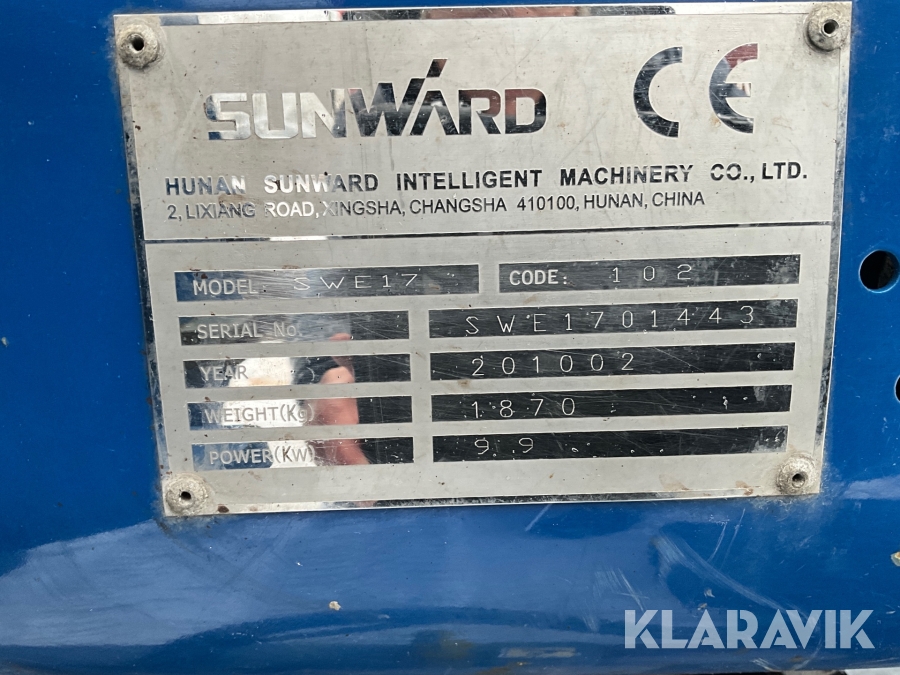 SUNWARD CE
HUNAN SUNWARD INTELLIGENT MACHINERY CO., LTD.
2, LIXIANG ROAD, XINGSHA, CHANGSHA 410100, HUNAN, CHINA
MODEL: SWE17 CODE: 102
SERIAL No. SWE1701443
YEAR 201002
WEIGHT(Kg) 1870
POWER(KW) 9.9
KLARAVIK